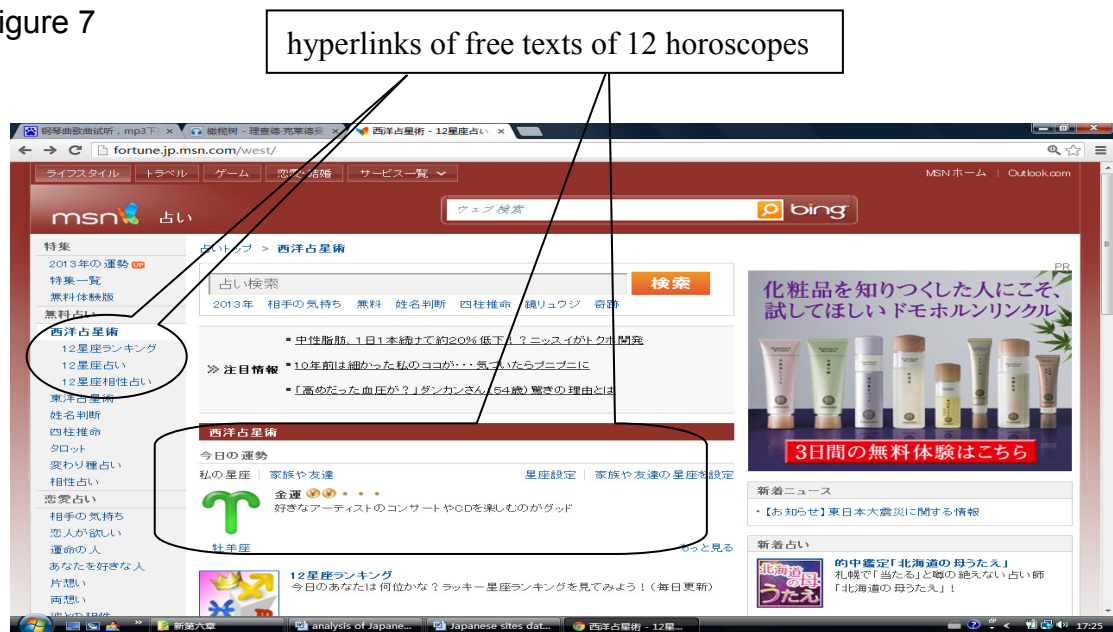 igure 7
hyperlinks of free texts of 12 horoscopes
钢琴曲歌曲试听，mp3下
橄榄树 - 理查德·克莱德曼
西洋占星術 - 12星座占い
fortune.jp.msn.com/west/
ライフスタイル トラベル ゲーム 恋愛・結婚 サービス一覧
MSNホーム | Outlook.com
msn 占い
ウェブ検索
bing
特集
2013年の運勢 UP
特集一覧
無料体験版
無料占い
西洋占星術
12星座ランキング
12星座占い
12星座相性占い
東洋占星術
姓名判断
四柱推命
タロット
変わり種占い
相性占い
恋愛占い
相手の気持ち
恋人が欲しい
運命の人
あなたを好きな人
片想い
両想い
彼との相性
占いトップ > 西洋占星術
占い検索
検索
2013年 相手の気持ち 無料 姓名判断 四柱推命 鏡リュウジ 奇跡
≫ 注目情報
▪ 中性脂肪、1日1本続けて約20%低下！？ニッスイがトクホ開発
▪ 10年前は細かった私のココが・・・気づいたらプニプニに
▪ 「高めだった血圧が？」ダンカンさん（54歳）驚きの理由とは
西洋占星術
今日の運勢
私の星座 | 家族や友達
星座設定 | 家族や友達の星座を設定
金運
好きなアーティストのコンサートやCDを楽しむのがグッド
牡羊座
もっと見る
12星座ランキング
今日のあなたは何位かな？ラッキー星座ランキングを見てみよう！（毎日更新）
PR
化粧品を知りつくした人にこそ、
試してほしい ドモホルンリンクル
3日間の無料体験はこちら
新着ニュース
・【お知らせ】東日本大震災に関する情報
新着占い
北海道の母
うたえ
的中鑑定「北海道の母うたえ」
札幌で「当たる」と噂の絶えない占い師
「北海道の母うたえ」！
新第六章
analysis of Japane...
Japanese sites dat...
西洋占星術 - 12星...
17:25